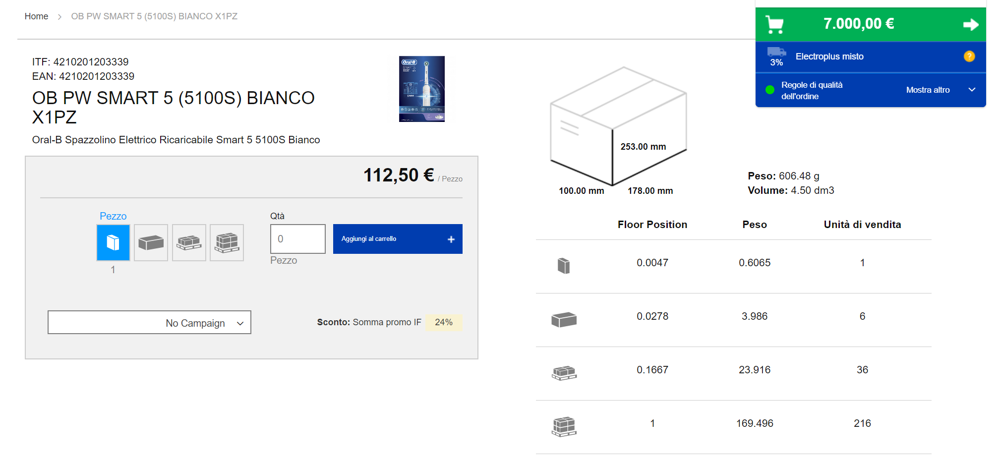 Home > OB PW SMART 5 (5100S) BIANCO X1PZ
7.000,00 €
3%
Electroplus misto
?
Regole di qualità
dell'ordine
Mostra altro
ITF: 4210201203339
EAN: 4210201203339
OB PW SMART 5 (5100S) BIANCO
X1PZ
Oral-B Spazzolino Elettrico Ricaricabile Smart 5 5100S Bianco
Oral-B
SMART 5
112,50 € / Pezzo
Pezzo
1
Qtà
0
Pezzo
Aggiungi al carrello +
No Campaign
Sconto: Somma promo IF 24%
253.00 mm
100.00 mm
178.00 mm
Peso: 606.48 g
Volume: 4.50 dm3
Floor Position Peso Unità di vendita
0.0047 0.6065 1
0.0278 3.986 6
0.1667 23.916 36
1 169.496 216